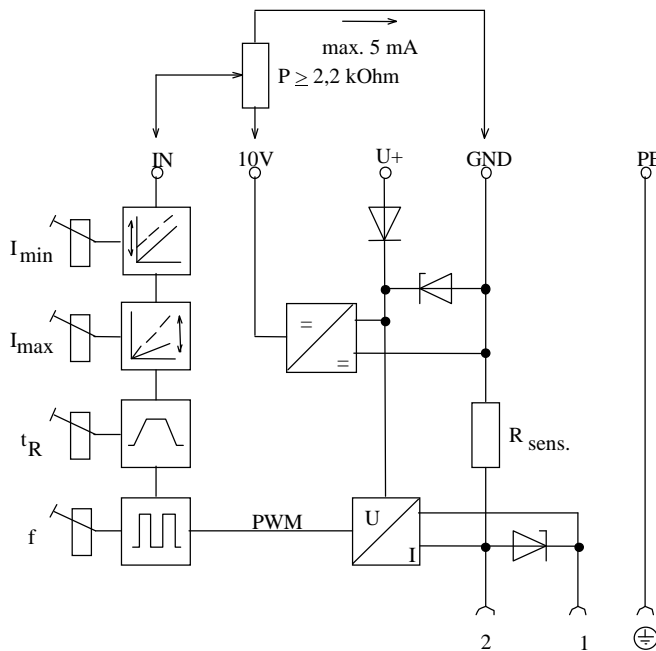 max. 5 mA
P ≥ 2,2 kOhm
IN
10V
U+
GND
PE
I min
I max
=
=
t R
R sens.
f
PWM
U
I
2
1